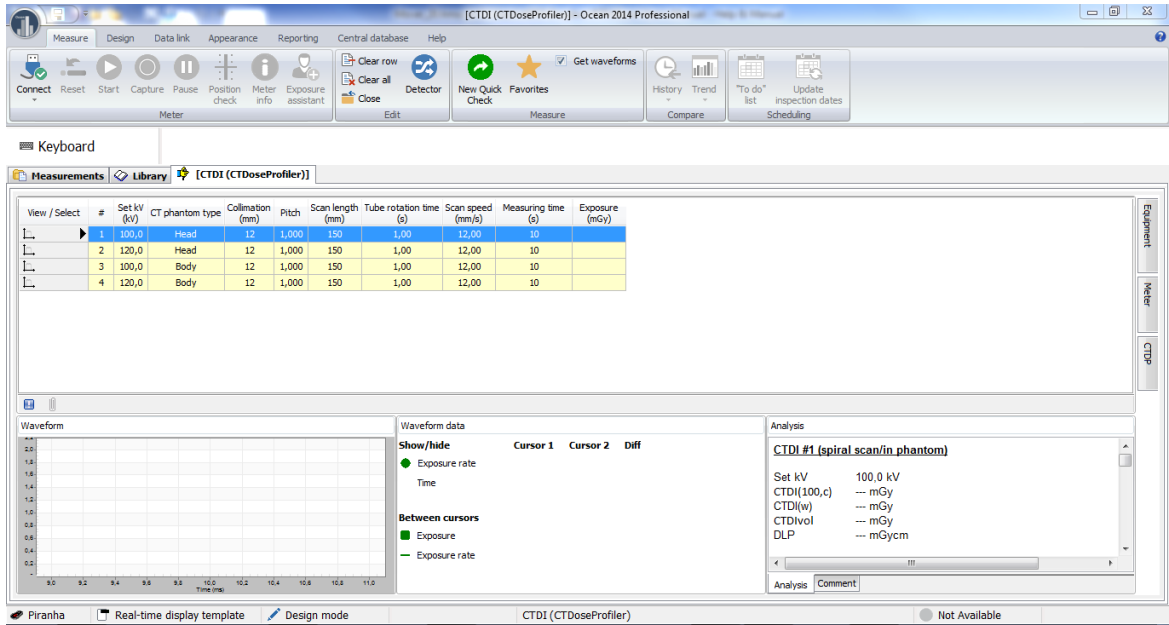 [CTDI (CTDoseProfiler)] - Ocean 2014 Professional
Measure Design Data link Appearance Reporting Central database Help
Connect Reset Start Capture Pause Position check Meter info Exposure assistant
Clear row
Clear all
Close
Detector
New Quick Check Favorites
Get waveforms
History Trend
"To do" list Update inspection dates
Meter Edit Measure Compare Scheduling
Keyboard
Measurements Library [CTDI (CTDoseProfiler)]
View / Select # Set kV (kV) CT phantom type Collimation (mm) Pitch Scan length (mm) Tube rotation time (s) Scan speed (mm/s) Measuring time (s) Exposure (mGy)
1 100,0 Head 12 1,000 150 1,00 12,00 10
2 120,0 Head 12 1,000 150 1,00 12,00 10
3 100,0 Body 12 1,000 150 1,00 12,00 10
4 120,0 Body 12 1,000 150 1,00 12,00 10
Equipment
Meter
CTDP
Waveform
2,0
1,8
1,6
1,4
1,2
1,0
0,8
0,6
0,4
0,2
9,0 9,2 9,4 9,6 9,8 10,0 10,2 10,4 10,6 10,8 11,0
Time (ms)
Waveform data
Show/hide Cursor 1 Cursor 2 Diff
Exposure rate
Time
Between cursors
Exposure
Exposure rate
Analysis
CTDI #1 (spiral scan/in phantom)
Set kV 100,0 kV
CTDI(100,c) --- mGy
CTDI(w) --- mGy
CTDIvol --- mGy
DLP --- mGycm
Analysis Comment
Piranha Real-time display template Design mode CTDI (CTDoseProfiler) Not Available